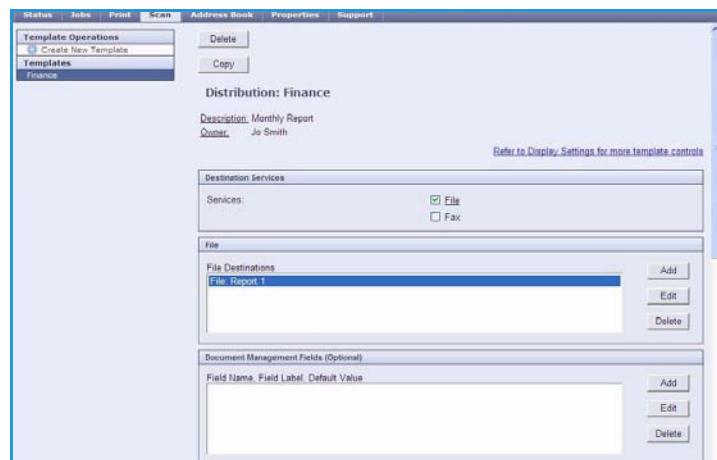 Status Jobs Print Scan Address Book Properties Support
Template Operations
Create New Template
Templates
Finance
Delete
Copy
Distribution: Finance
Description: Monthly Report
Owner: Jo Smith
Refer to Display Settings for more template controls
Destination Services
Services: File
Fax
File
File Destinations
File: Report 1
Add
Edit
Delete
Document Management Fields (Optional)
Field Name, Field Label, Default Value
Add
Edit
Delete